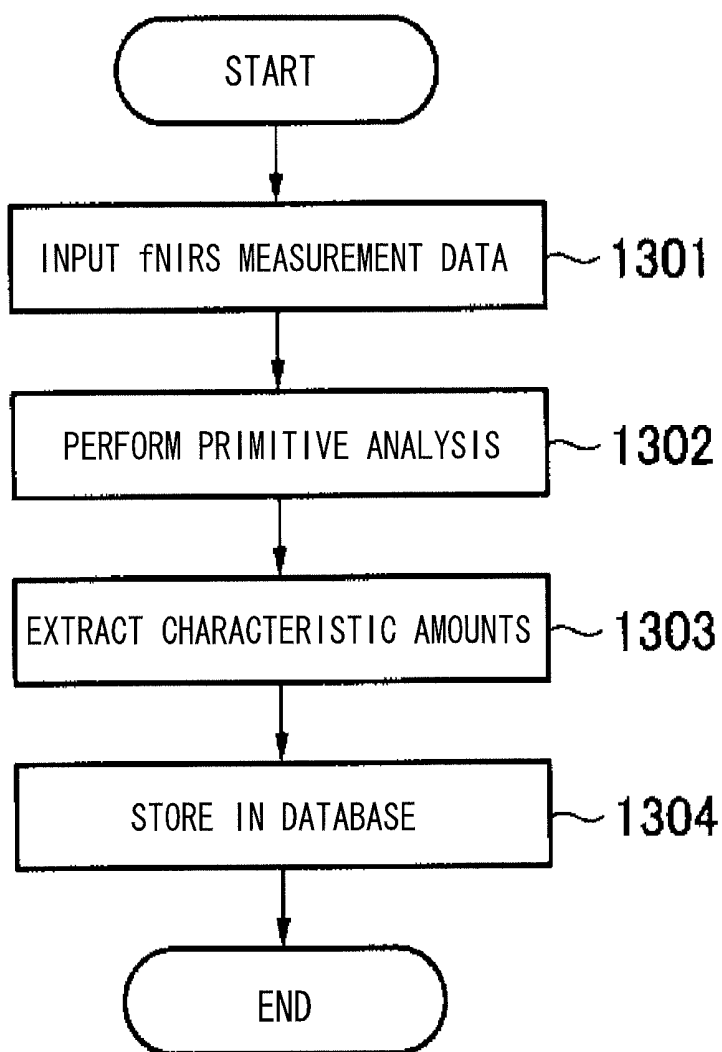 START
INPUT fNIRS MEASUREMENT DATA 1301
PERFORM PRIMITIVE ANALYSIS 1302
EXTRACT CHARACTERISTIC AMOUNTS 1303
STORE IN DATABASE 1304
END